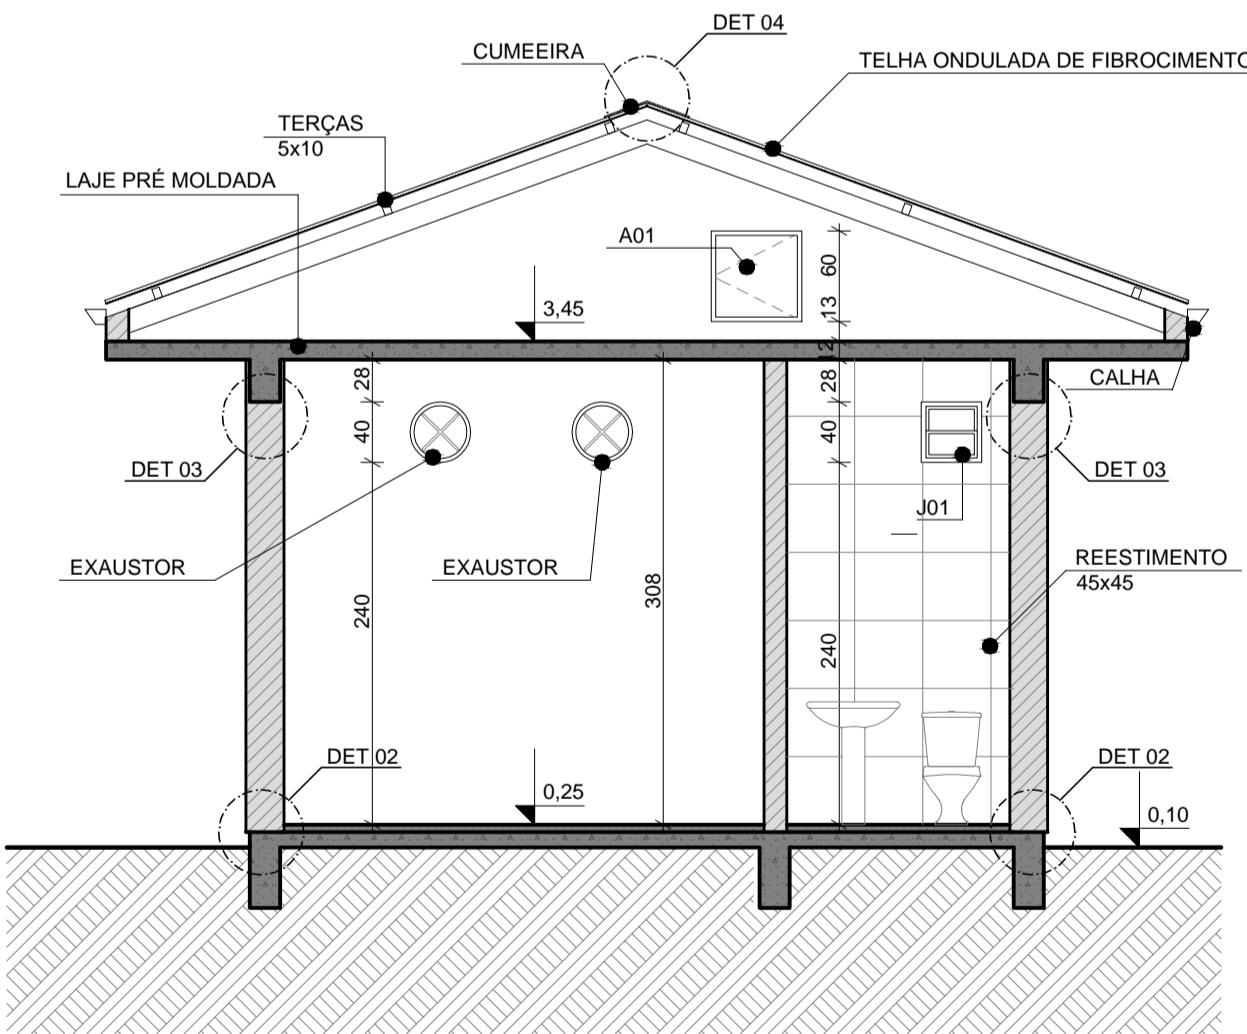 DET 04
CUMEEIRA
TELHA ONDULADA DE FIBROCIMENTO
TERÇAS
5x10
LAJE PRÉ MOLDADA
A01
60
13
3,45
12
28
28
CALHA
40
40
DET 03
DET 03
J01
EXAUSTOR
EXAUSTOR
REESTIMENTO
45x45
240
308
240
DET 02
DET 02
0,25
0,10